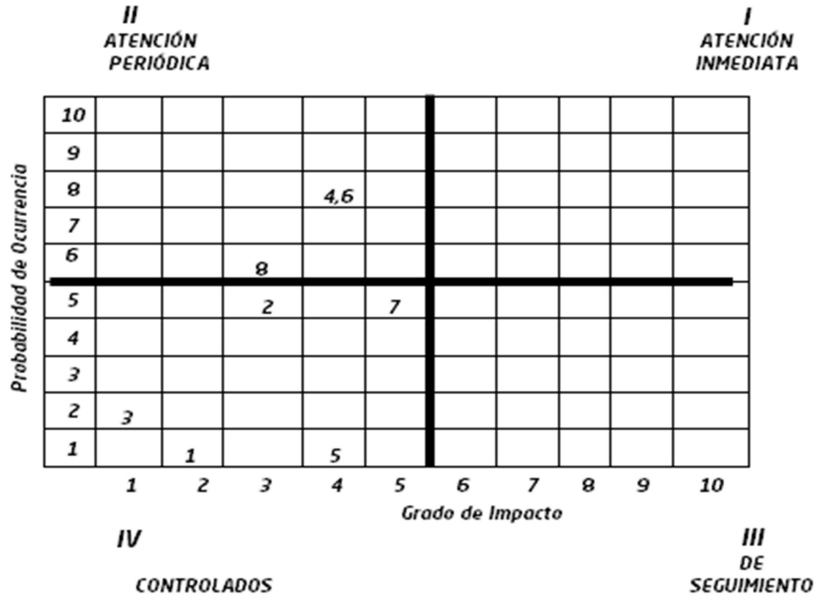 II
ATENCIÓN
PERIÓDICA
I
ATENCIÓN
INMEDIATA
Probabilidad de Ocurrencia
10
9
8 4,6
7
6 8
5 2 7
4
3
2 3
1 1 5
1 2 3 4 5 6 7 8 9 10
Grado de Impacto
IV
CONTROLADOS
III
DE
SEGUIMIENTO